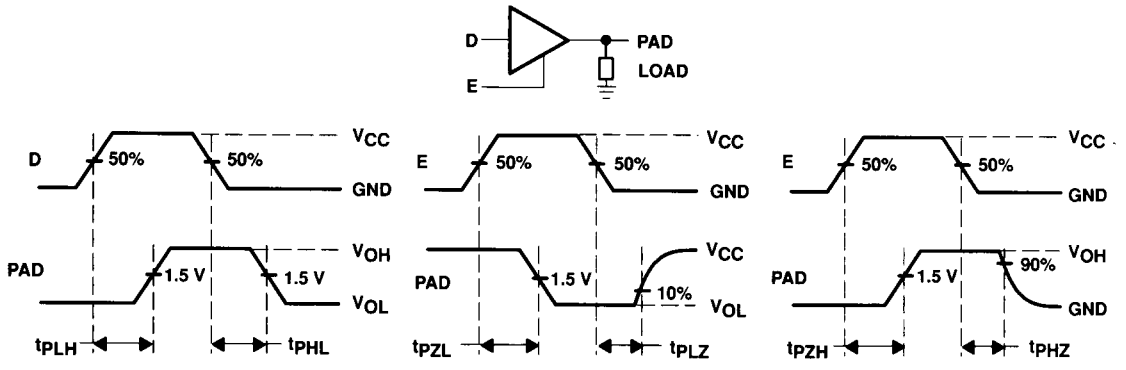 D
PAD
LOAD
E
D
50%
50%
VCC
GND
PAD
1.5 V
1.5 V
VOH
VOL
tPLH
tPHL
E
50%
50%
VCC
GND
PAD
1.5 V
10%
VCC
VOL
tPZL
tPLZ
E
50%
50%
VCC
GND
PAD
1.5 V
90%
VOH
GND
tPZH
tPHZ